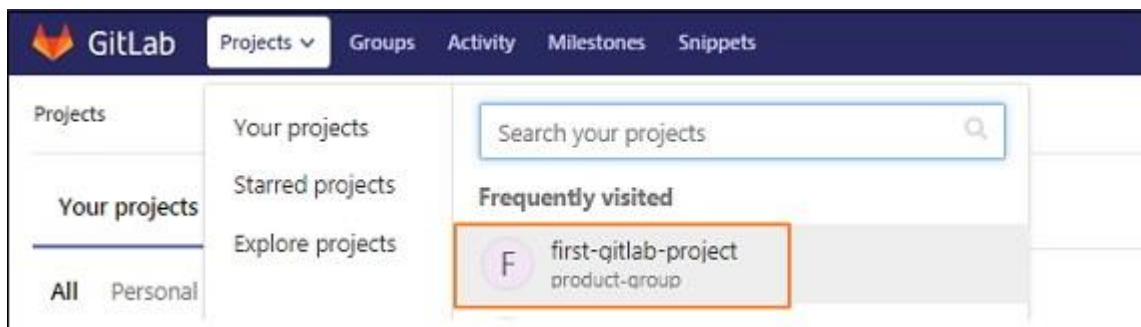 GitLab Projects Groups Activity Milestones Snippets
Projects
Your projects
All Personal
Your projects
Starred projects
Explore projects
Search your projects
Frequently visited
F
first-gitlab-project
product-group